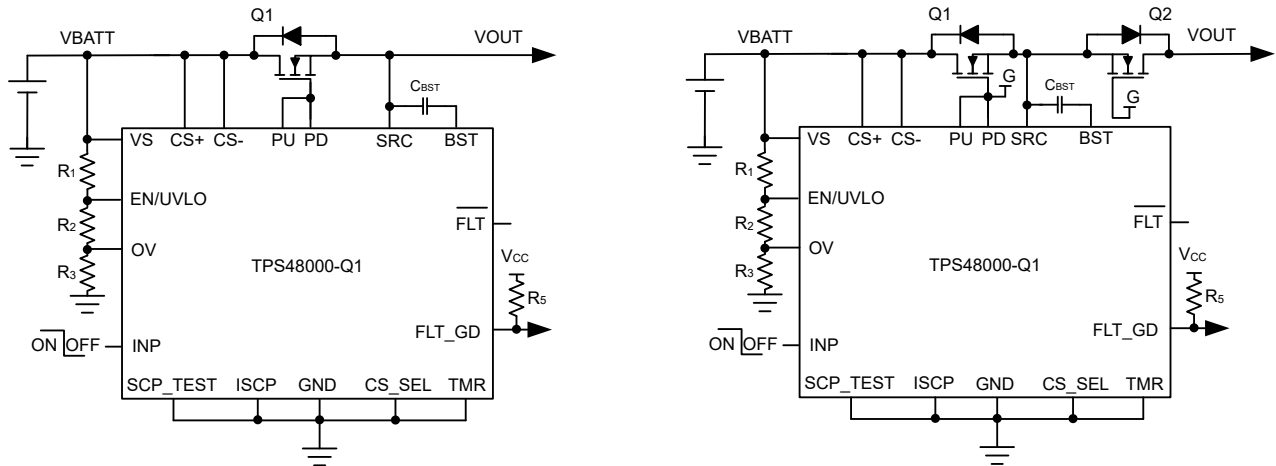 Q1
VBATT
VOUT
CBST
VS
CS+
CS-
PU
PD
SRC
BST
R1
EN/UVLO
R2
FLT
OV
R3
TPS48000-Q1
VCC
R5
FLT_GD
ON
OFF
INP
SCP_TEST
ISCP
GND
CS_SEL
TMR
Q1
Q2
VBATT
VOUT
G
CBST
G
VS
CS+
CS-
PU
PD
SRC
BST
R1
EN/UVLO
R2
FLT
OV
R3
TPS48000-Q1
VCC
R5
FLT_GD
ON
OFF
INP
SCP_TEST
ISCP
GND
CS_SEL
TMR